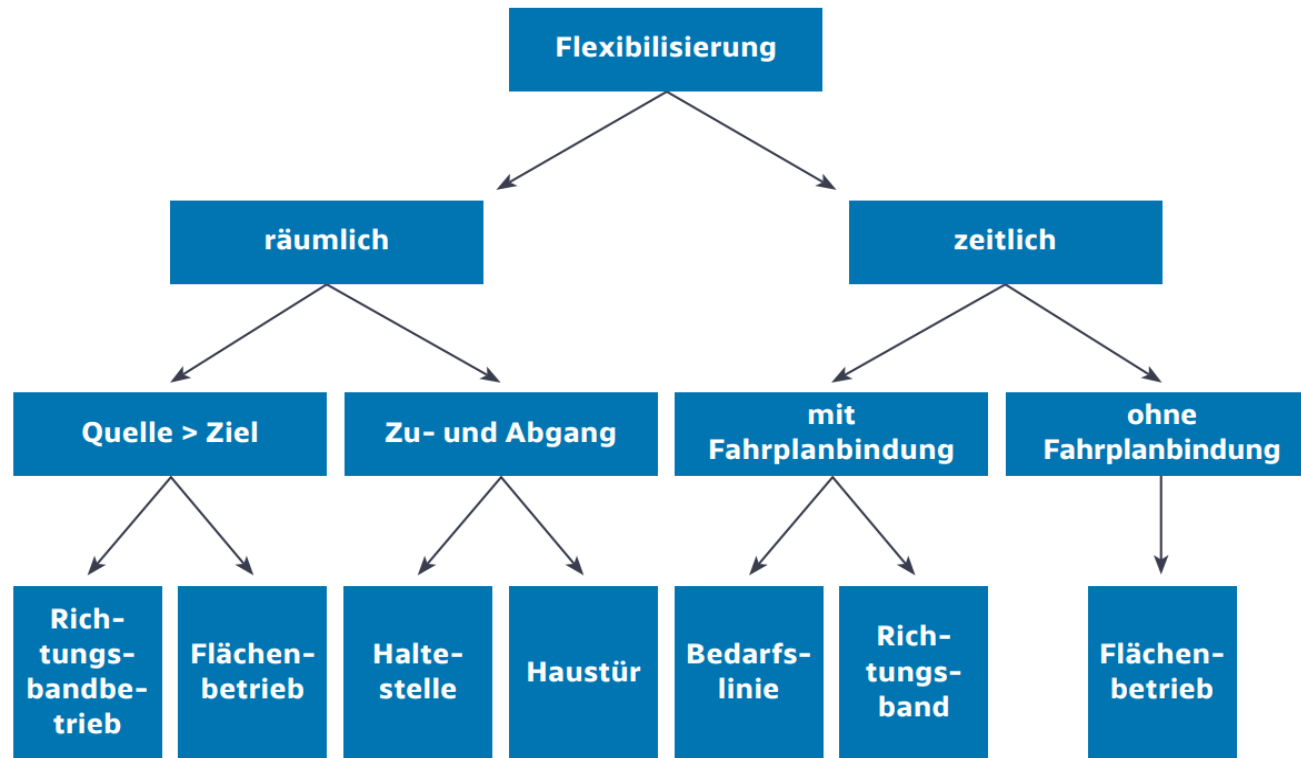 Flexibilisierung
räumlich
zeitlich
Quelle > Ziel
Zu- und Abgang
mit
Fahrplanbindung
ohne
Fahrplanbindung
Rich-
tungs-
bandbe-
trieb
Flächen-
betrieb
Halte-
stelle
Haustür
Bedarfs-
linie
Rich-
tungs-
band
Flächen-
betrieb